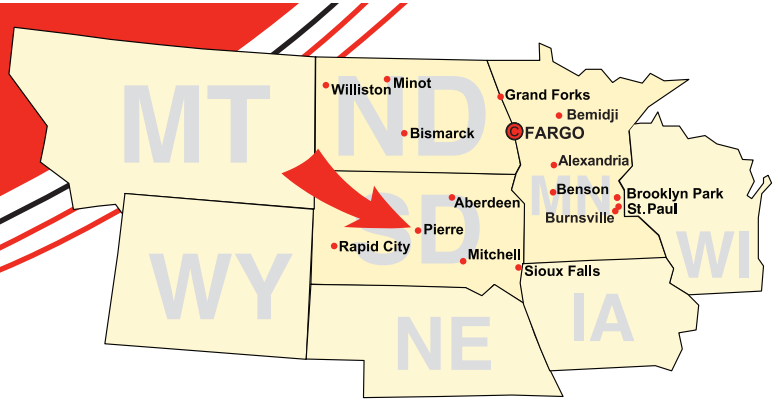 MT
ND
Williston
Minot
Grand Forks
Bemidji
Bismarck
C FARGO
Alexandria
MN
Benson
Brooklyn Park
St. Paul
Burnsville
SD
Aberdeen
Pierre
Rapid City
Mitchell
Sioux Falls
WI
WY
NE
IA